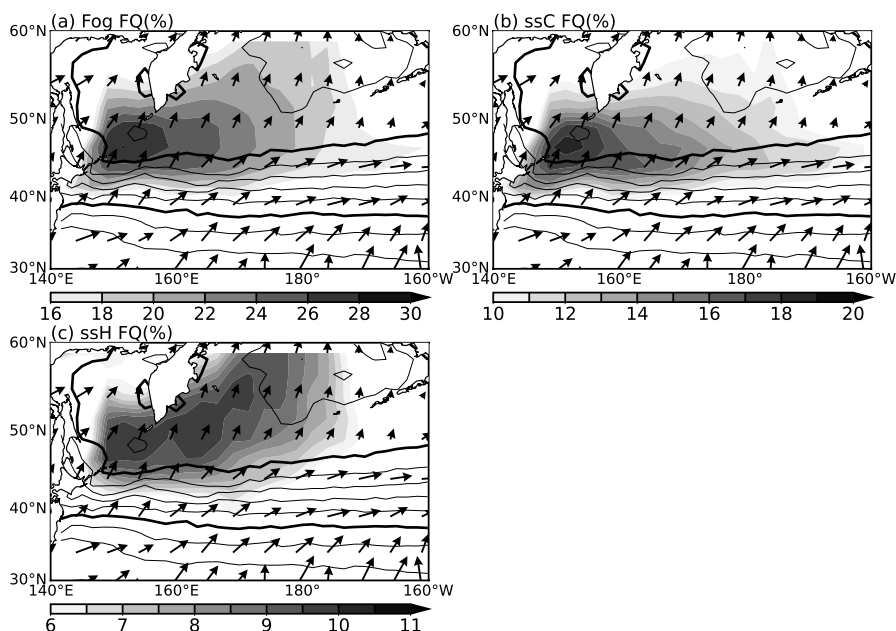 (a) Fog FQ(%)
60°N
50°N
40°N
30°N
140°E 160°E 180° 160°W
16 18 20 22 24 26 28 30
(b) ssC FQ(%)
60°N
50°N
40°N
30°N
140°E 160°E 180° 160°W
10 12 14 16 18 20
(c) ssH FQ(%)
60°N
50°N
40°N
30°N
140°E 160°E 180° 160°W
6 7 8 9 10 11